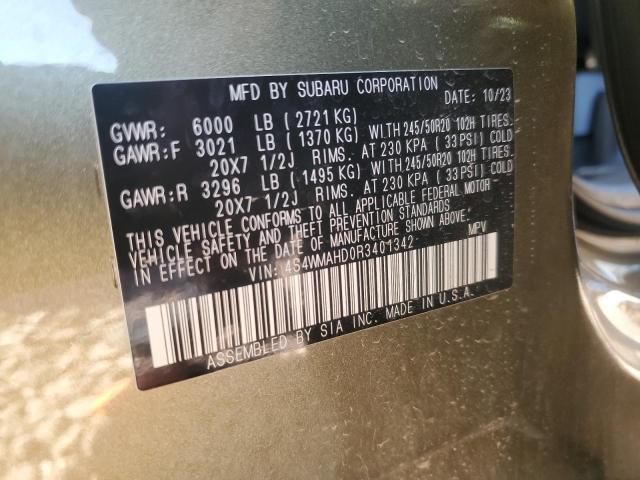 MFD BY SUBARU CORPORATION
DATE: 10/23
GVWR: 6000 LB ( 2721 KG)
GAWR:F 3021 LB ( 1370 KG) WITH 245/50R20 102H TIRES.
20X7 1/2J RIMS. AT 230 KPA ( 33 PSI) COLD
GAWR:R 3296 LB ( 1495 KG) WITH 245/50R20 102H TIRES.
20X7 1/2J RIMS. AT 230 KPA ( 33 PSI) COLD
THIS VEHICLE CONFORMS TO ALL APPLICABLE FEDERAL MOTOR
VEHICLE SAFETY AND THEFT PREVENTION STANDARDS
IN EFFECT ON THE DATE OF MANUFACTURE SHOWN ABOVE.
VIN: 4S4WMAHD0R3401342 MPV
ASSEMBLED BY SIA INC. MADE IN U.S.A.